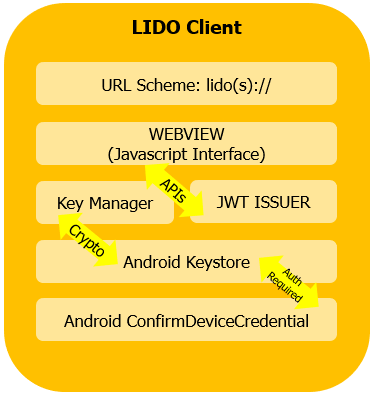 LIDO Client
URL Scheme: lido(s)://
WEBVIEW
(Javascript Interface)
APIs
Key Manager
JWT ISSUER
Crypto
Android Keystore
Auth
Required
Android ConfirmDeviceCredential